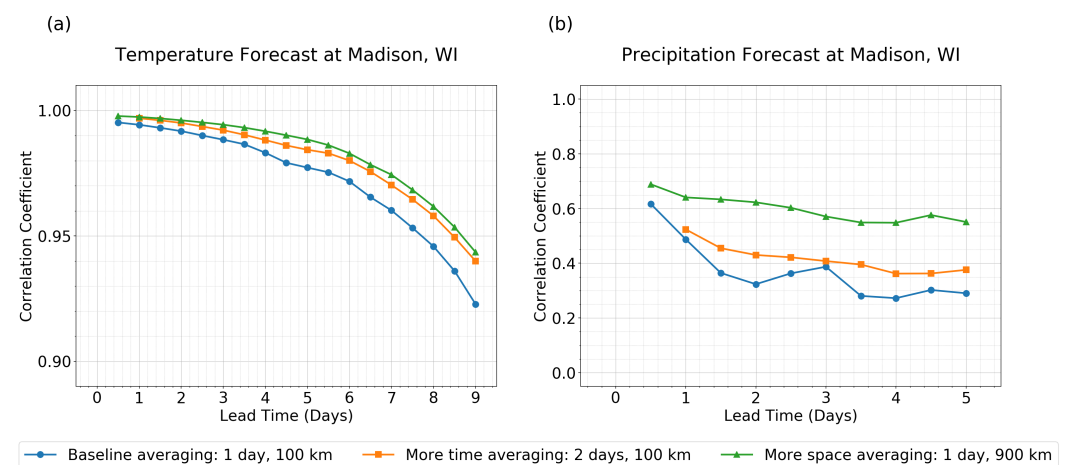 (a)
Temperature Forecast at Madison, WI
Correlation Coefficient
1.00
0.95
0.90
0 1 2 3 4 5 6 7 8 9
Lead Time (Days)
(b)
Precipitation Forecast at Madison, WI
Correlation Coefficient
1.0
0.8
0.6
0.4
0.2
0.0
0 1 2 3 4 5
Lead Time (Days)
Baseline averaging: 1 day, 100 km More time averaging: 2 days, 100 km More space averaging: 1 day, 900 km